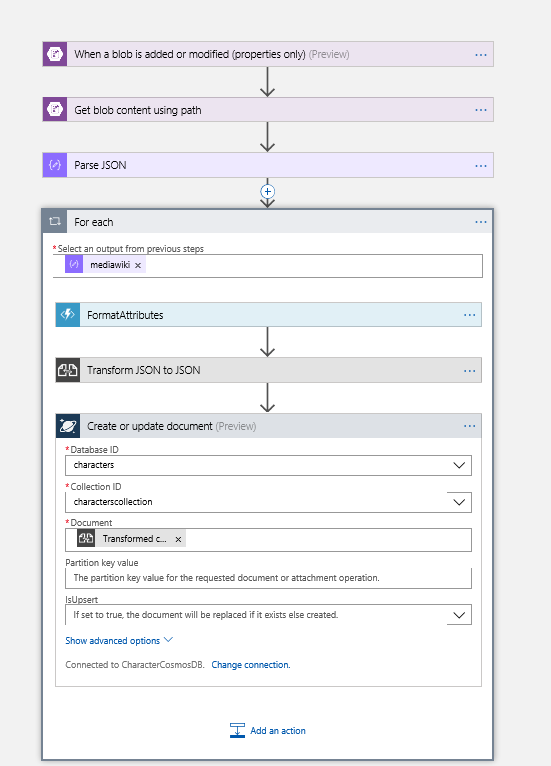 When a blob is added or modified (properties only) (Preview)
Get blob content using path
Parse JSON
For each
* Select an output from previous steps
mediawiki ×
FormatAttributes
Transform JSON to JSON
Create or update document (Preview)
* Database ID
characters
* Collection ID
characterscollection
* Document
Transformed c... ×
Partition key value
The partition key value for the requested document or attachment operation.
IsUpsert
If set to true, the document will be replaced if it exists else created.
Show advanced options
Connected to CharacterCosmosDB. Change connection.
Add an action